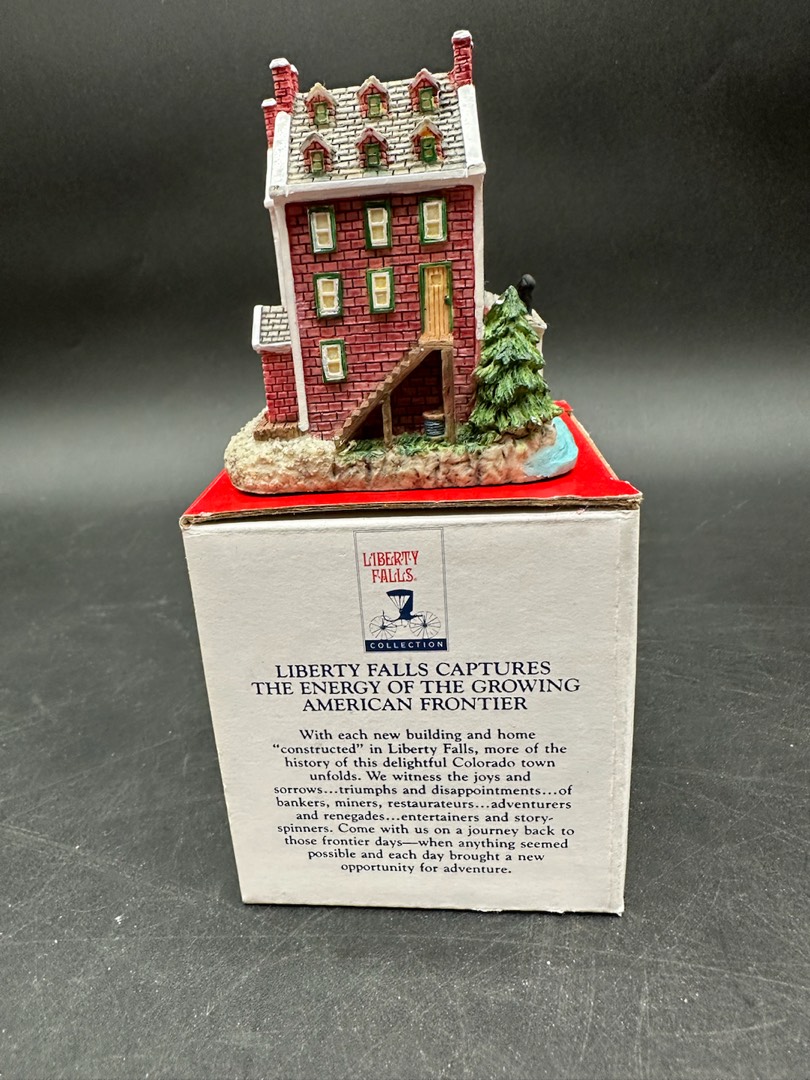 LIBERTY
FALLS®
COLLECTION
LIBERTY FALLS CAPTURES
THE ENERGY OF THE GROWING
AMERICAN FRONTIER
With each new building and home
“constructed” in Liberty Falls, more of the
history of this delightful Colorado town
unfolds. We witness the joys and
sorrows...triumphs and disappointments...of
bankers, miners, restaurateurs...adventurers
and renegades...entertainers and story-
spinners. Come with us on a journey back to
those frontier days—when anything seemed
possible and each day brought a new
opportunity for adventure.